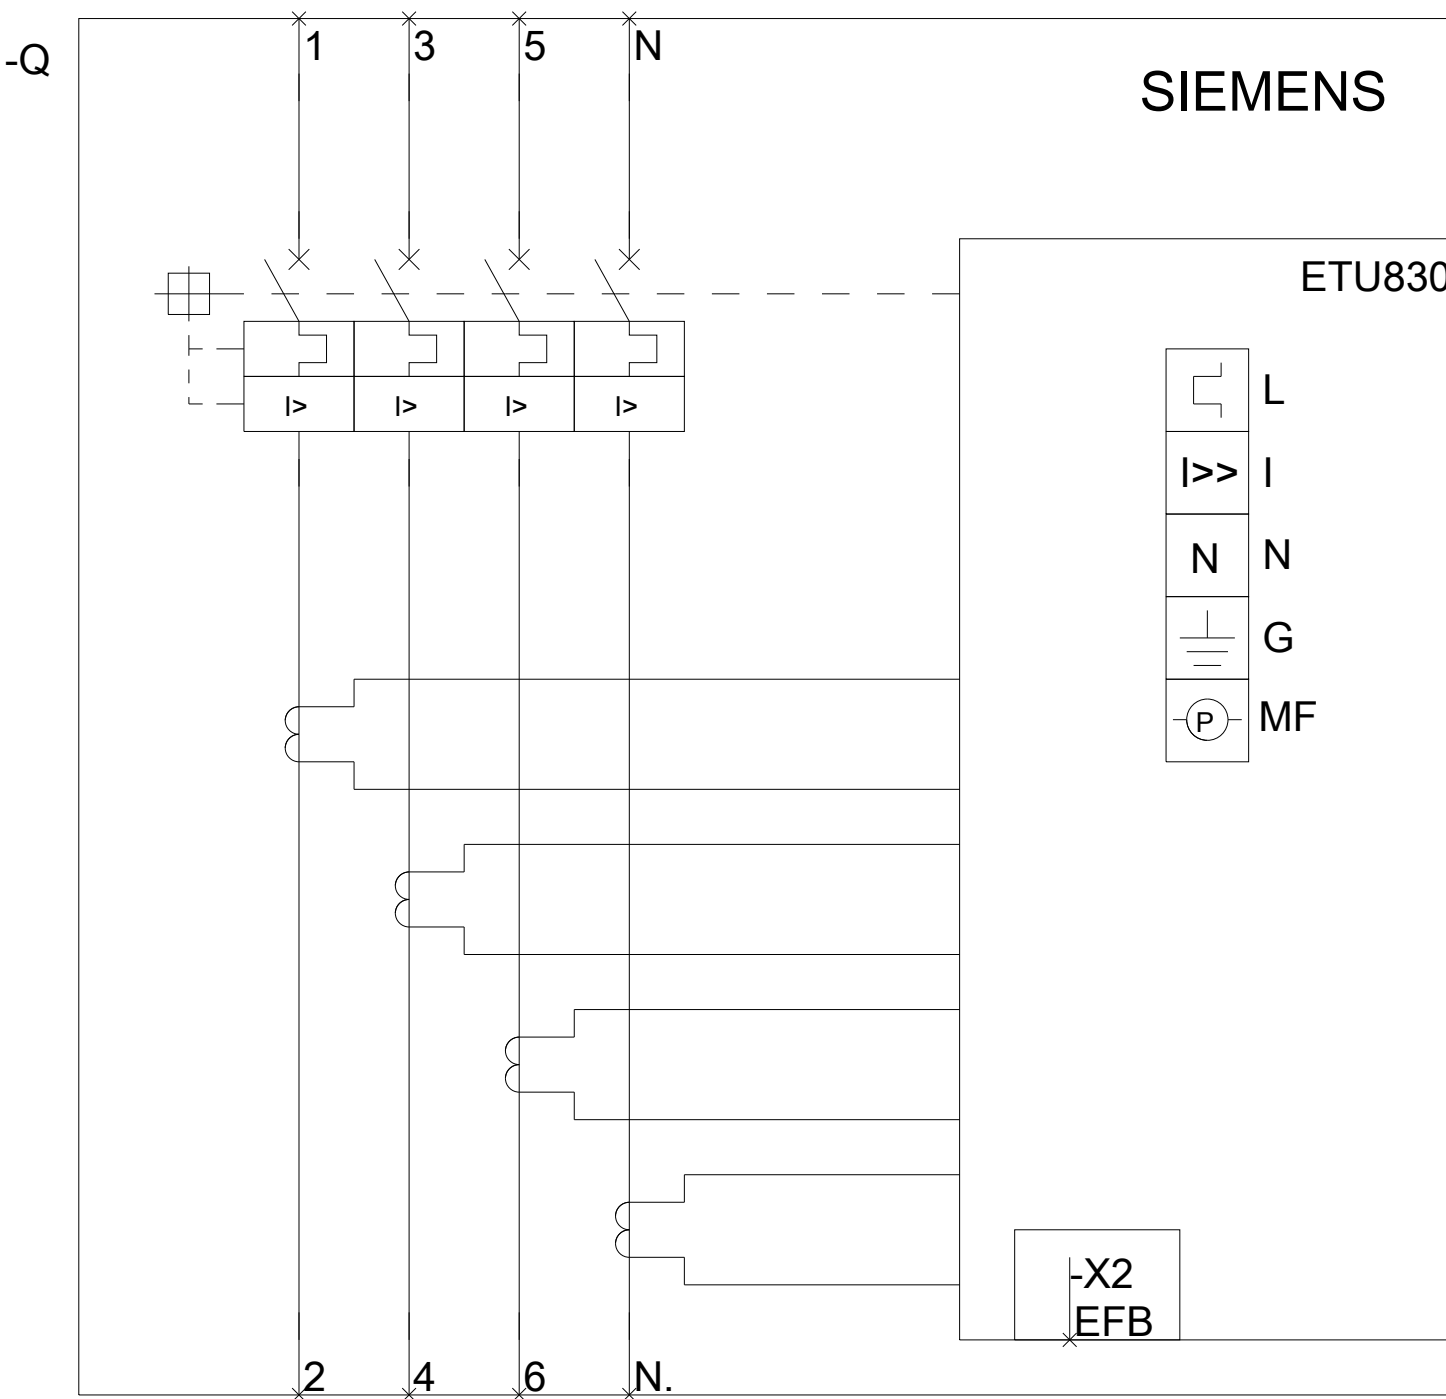 -Q
1 3 5 N
SIEMENS
ETU830
I> I> I> I>
L
I>> I
N N
G
P MF
-X2
EFB
2 4 6 N.